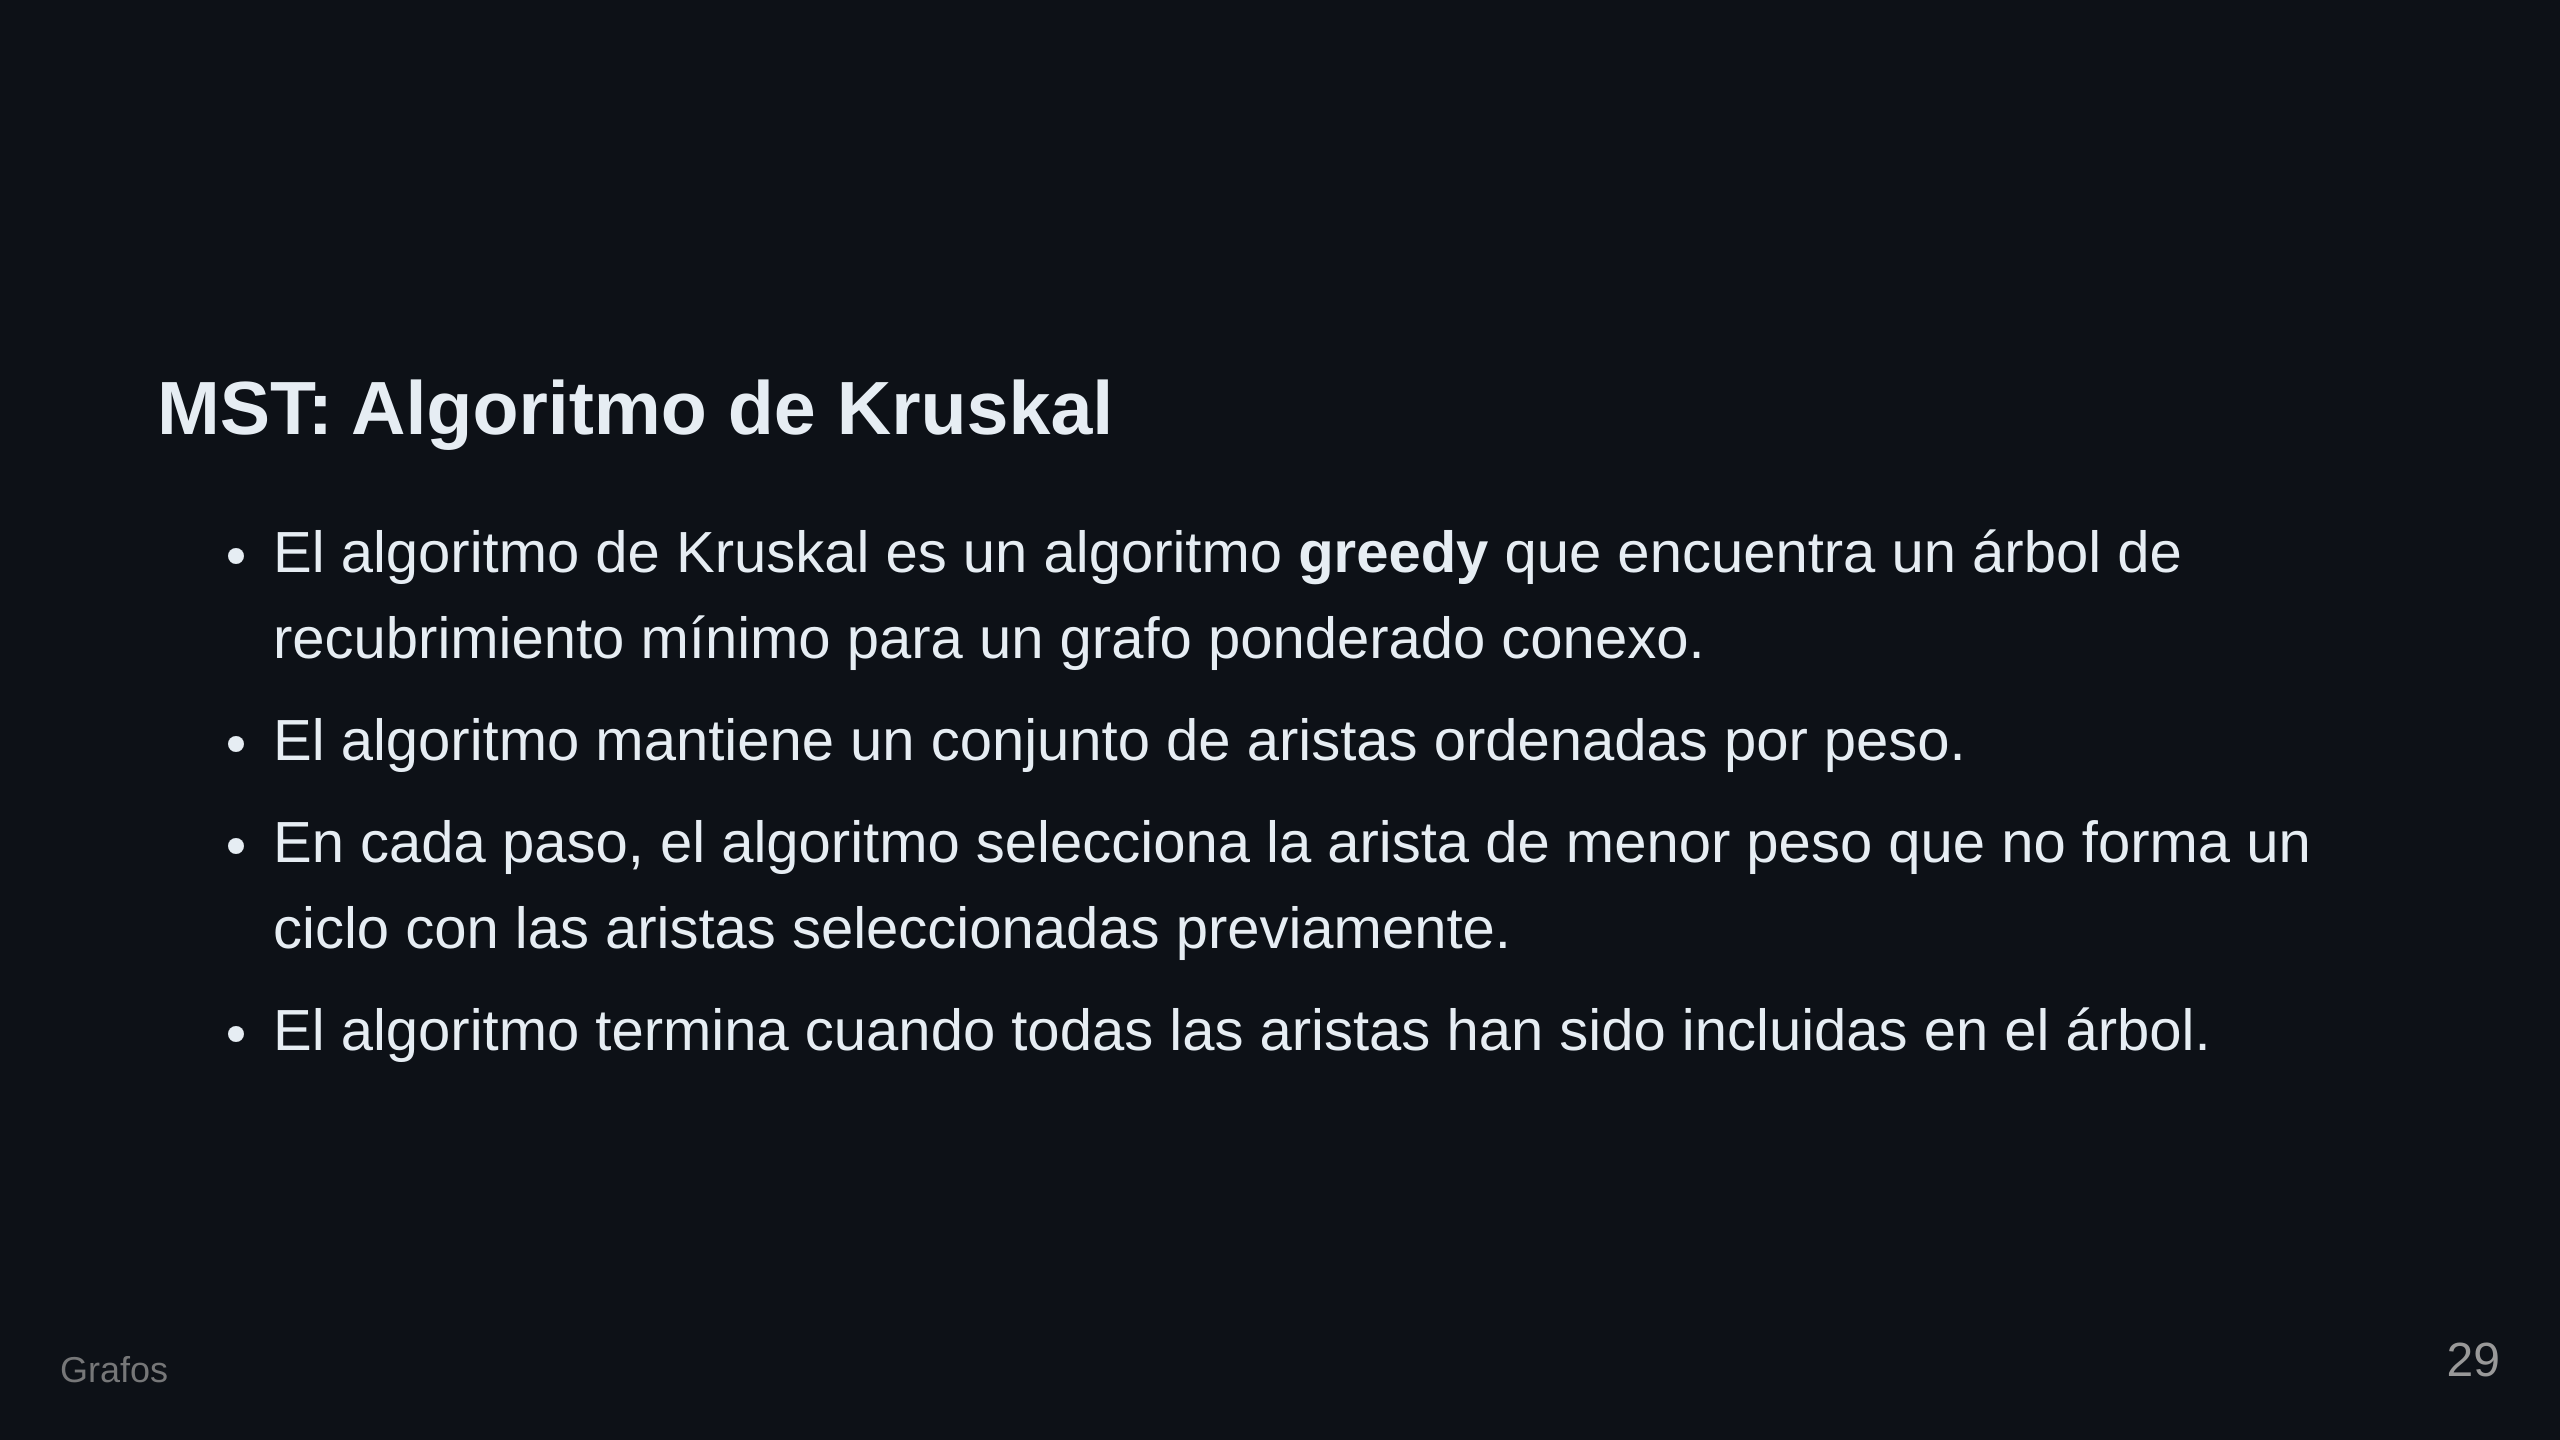 MST: Algoritmo de Kruskal
• El algoritmo de Kruskal es un algoritmo greedy que encuentra un árbol de
recubrimiento mínimo para un grafo ponderado conexo.
• El algoritmo mantiene un conjunto de aristas ordenadas por peso.
• En cada paso, el algoritmo selecciona la arista de menor peso que no forma un
ciclo con las aristas seleccionadas previamente.
• El algoritmo termina cuando todas las aristas han sido incluidas en el árbol.
Grafos
29